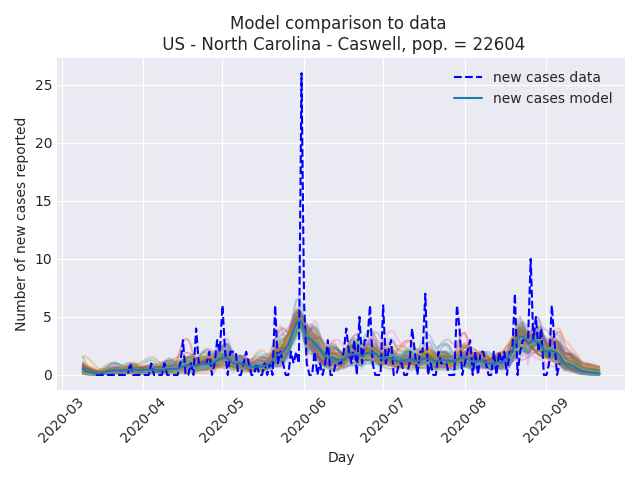 Model comparison to data
US - North Carolina - Caswell, pop. = 22604
new cases data
new cases model
Number of new cases reported
25
20
15
10
5
0
2020-03
2020-04
2020-05
2020-06
2020-07
2020-08
2020-09
Day